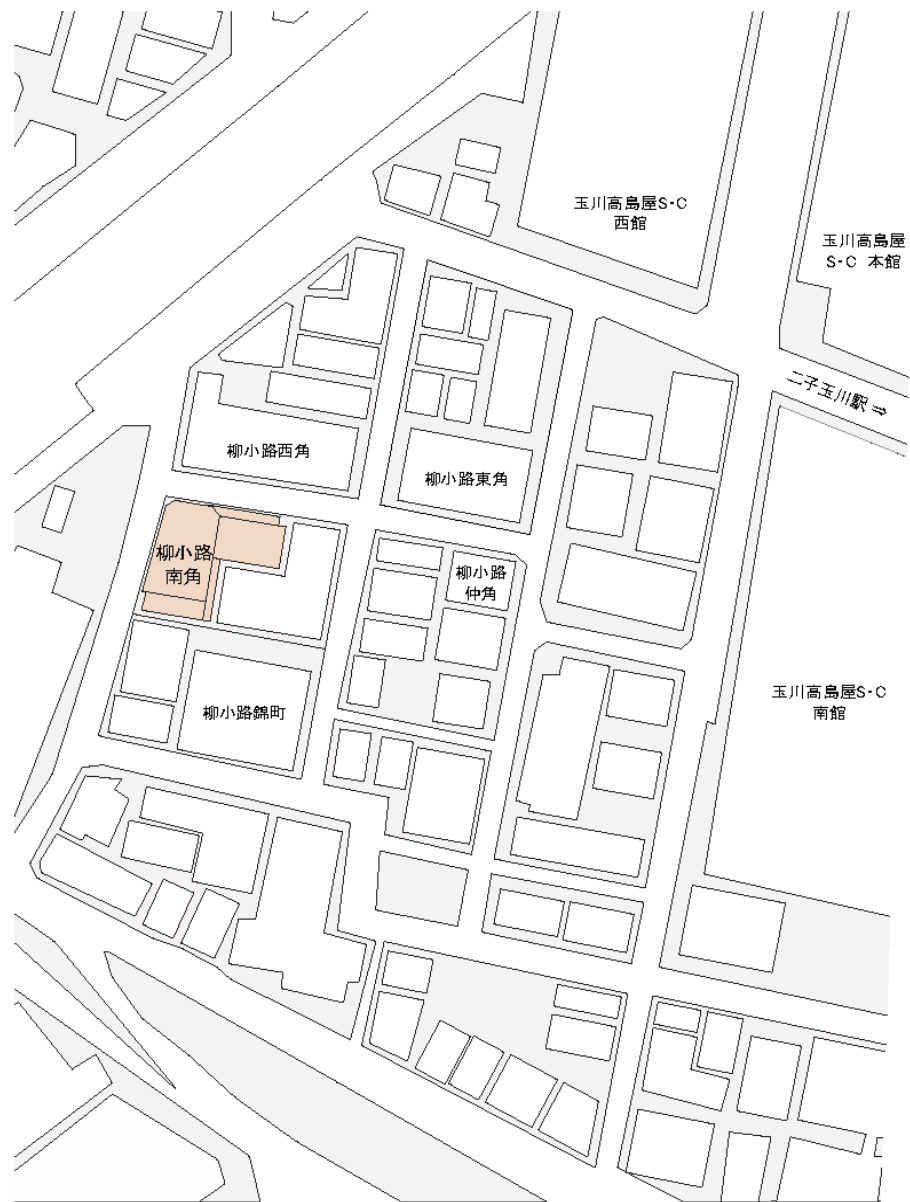 玉川高島屋S・C
西館
玉川高島屋
S・C 本館
二子玉川駅⇒
柳小路西角
柳小路東角
柳小路
南角
柳小路
仲角
柳小路錦町
玉川高島屋S・C
南館